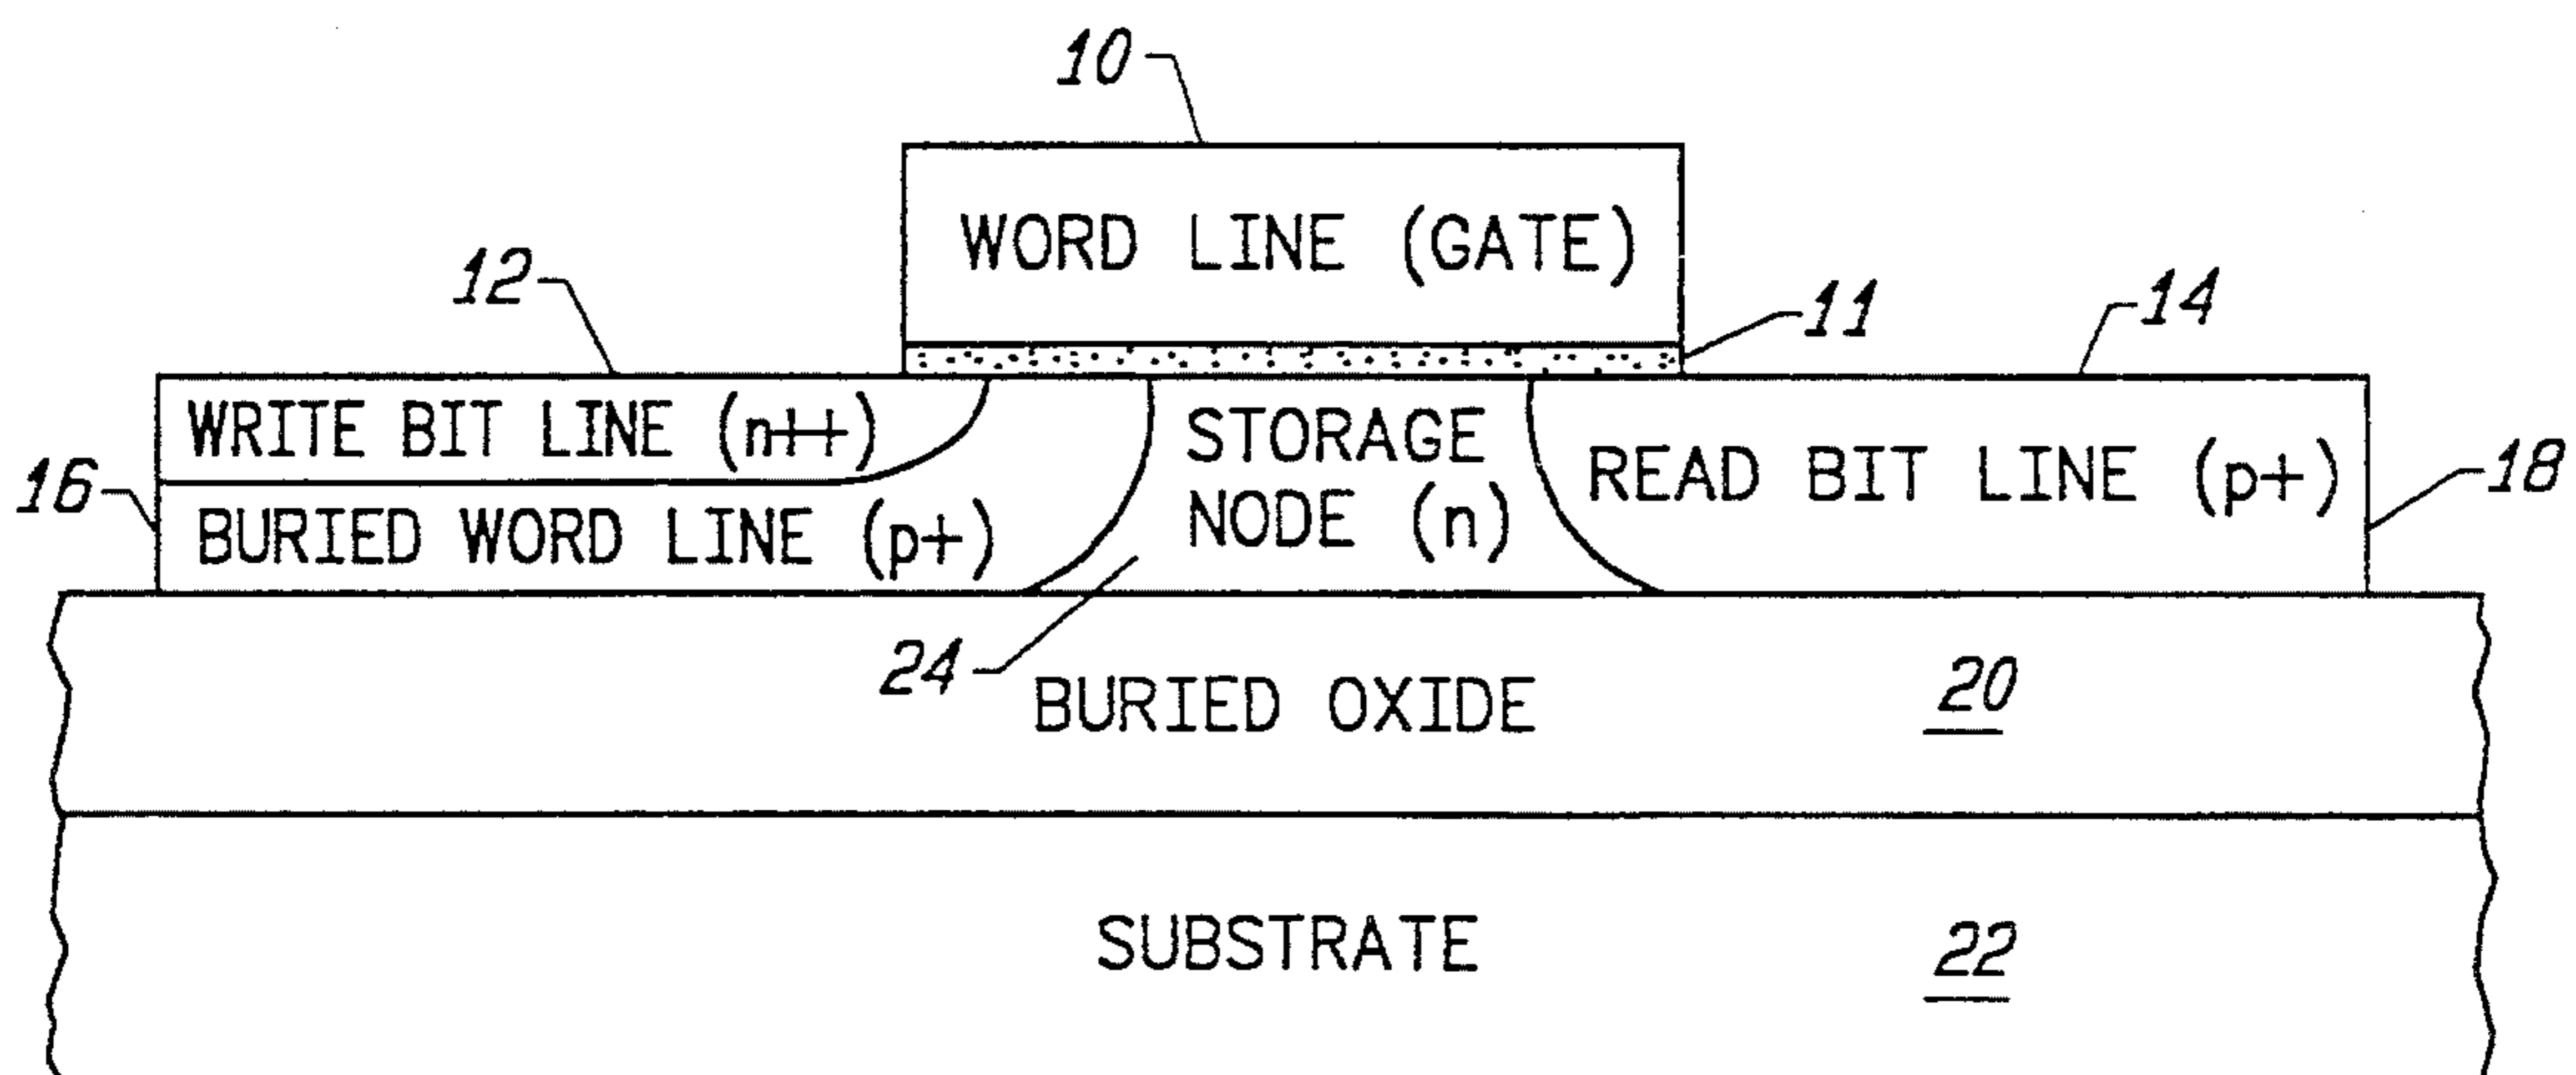 10
WORD LINE (GATE)
12
11
14
WRITE BIT LINE (n++)
STORAGE
NODE (n)
READ BIT LINE (p+)
16
18
BURIED WORD LINE (p+)
24
BURIED OXIDE
20
SUBSTRATE
22